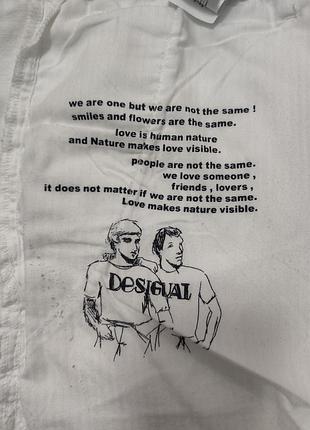 we are one but we are not the same !
smiles and flowers are the same.
love is human nature
and Nature makes love visible.
people are not the same.
we love someone ,
friends , lovers ,
it does not matter if we are not the same.
Love makes nature visible.
DeSIGUAL